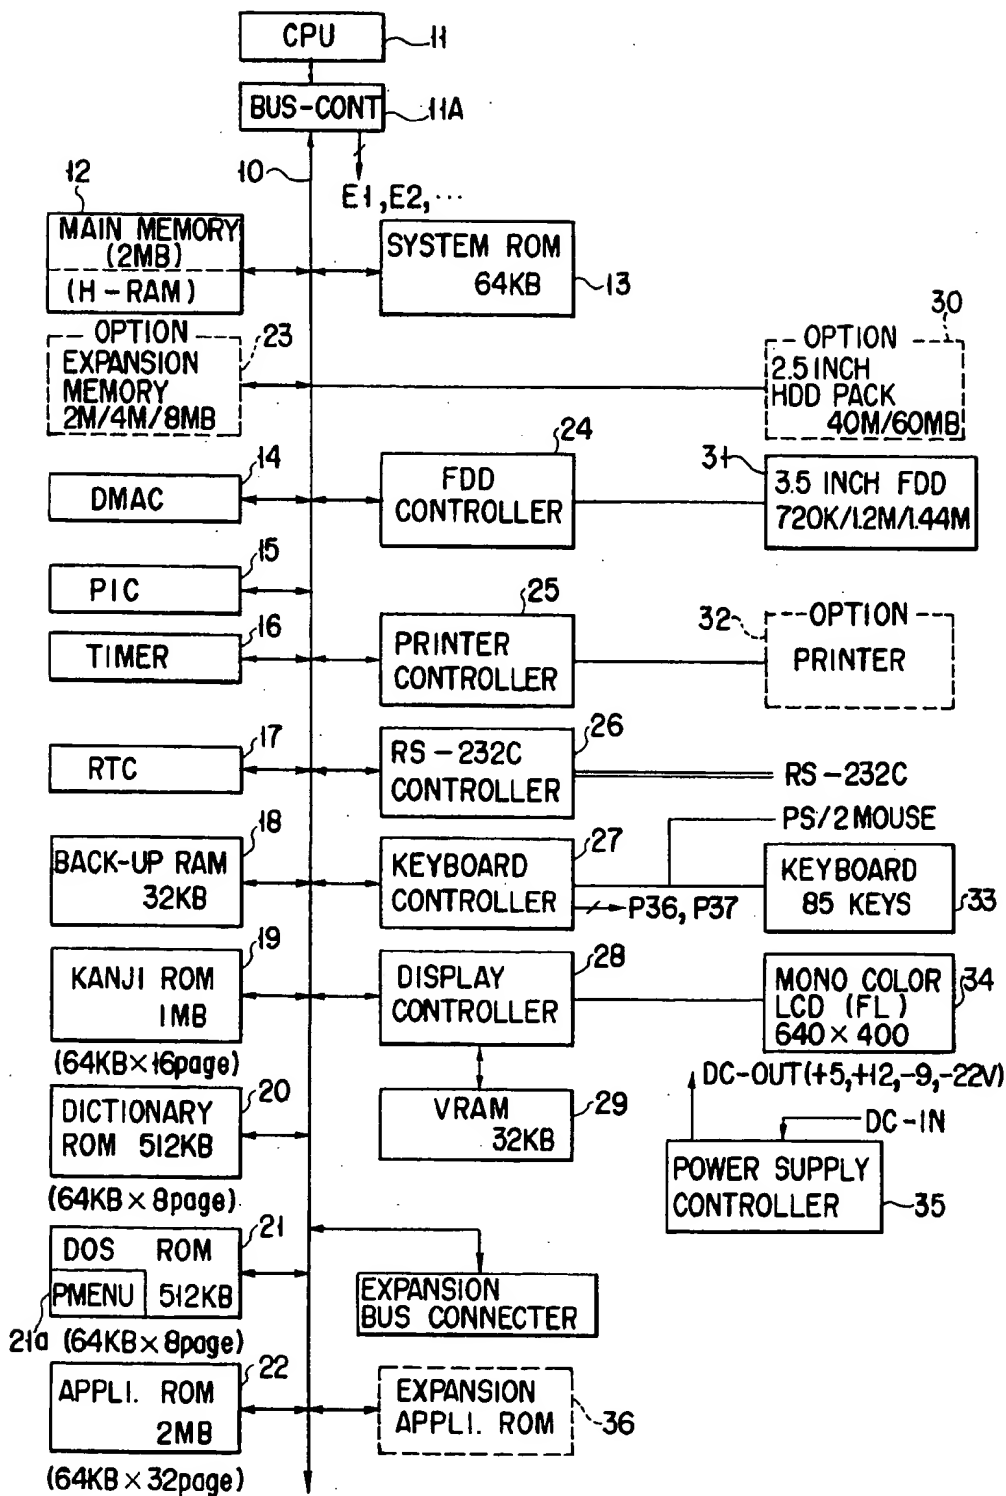 CPU
11
BUS-CONT
11A
10
E1, E2, ...
12
MAIN MEMORY
(2MB)
(H-RAM)
SYSTEM ROM
64KB
13
OPTION
EXPANSION
MEMORY
2M/4M/8MB
23
30
OPTION
2.5 INCH
HDD PACK
40M/60MB
14
DMAC
24
FDD
CONTROLLER
31
3.5 INCH FDD
720K/1.2M/1.44M
15
PIC
16
TIMER
25
PRINTER
CONTROLLER
32
OPTION
PRINTER
17
RTC
26
RS-232C
CONTROLLER
RS-232C
PS/2 MOUSE
18
BACK-UP RAM
32KB
27
KEYBOARD
CONTROLLER
P36, P37
KEYBOARD
85 KEYS
33
19
KANJI ROM
1MB
(64KB×16page)
28
DISPLAY
CONTROLLER
MONO COLOR
LCD (FL)
640×400
34
DC-OUT(+5,+12,-9,-22V)
20
DICTIONARY
ROM 512KB
(64KB×8page)
VRAM
32KB
29
DC-IN
POWER SUPPLY
CONTROLLER
35
21
DOS ROM
PMENU 512KB
21a (64KB×8page)
EXPANSION
BUS CONNECTER
22
APPLI. ROM
2MB
(64KB×32page)
EXPANSION
APPLI. ROM
36